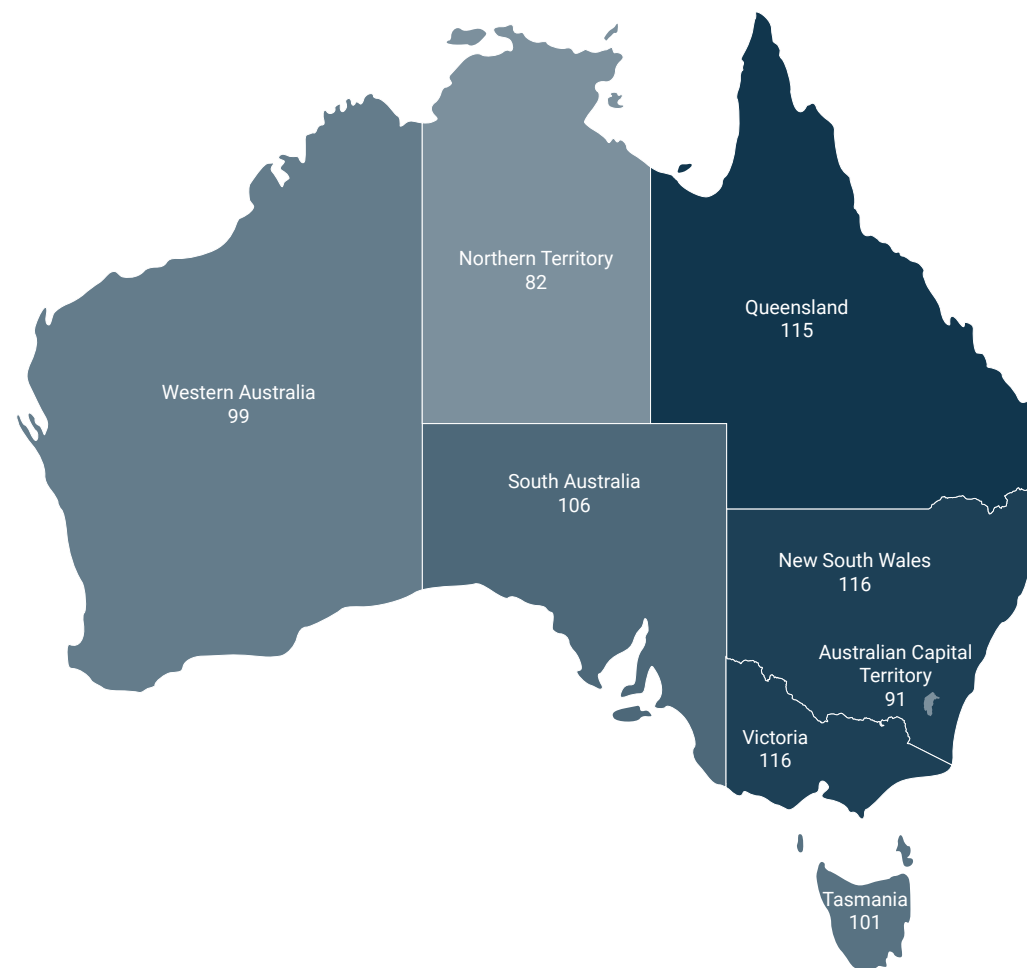 Northern Territory
82
Queensland
115
Western Australia
99
South Australia
106
New South Wales
116
Australian Capital
Territory
91
Victoria
116
Tasmania
101